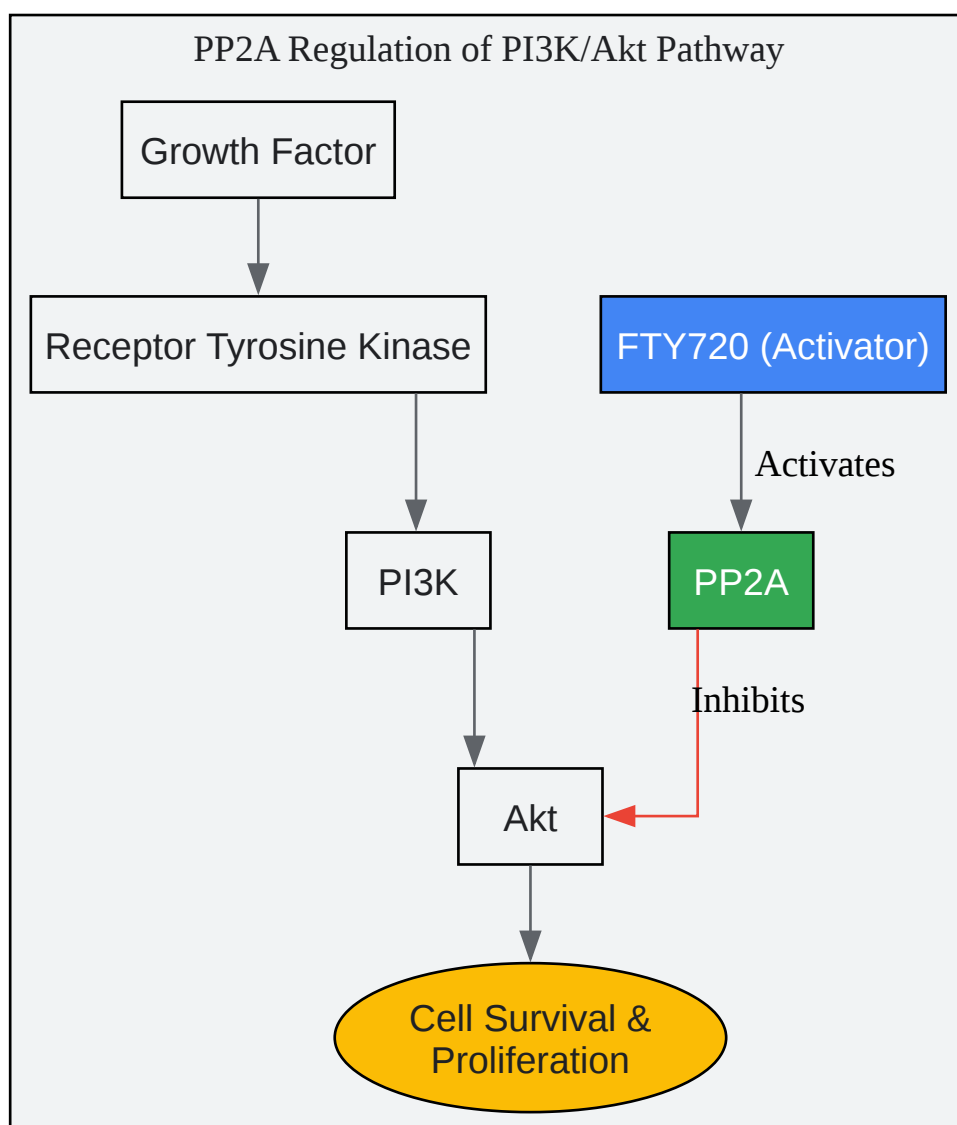 PP2A Regulation of PI3K/Akt Pathway
Growth Factor
Receptor Tyrosine Kinase
FTY720 (Activator)
Activates
PI3K
PP2A
Inhibits
Akt
Cell Survival &
Proliferation